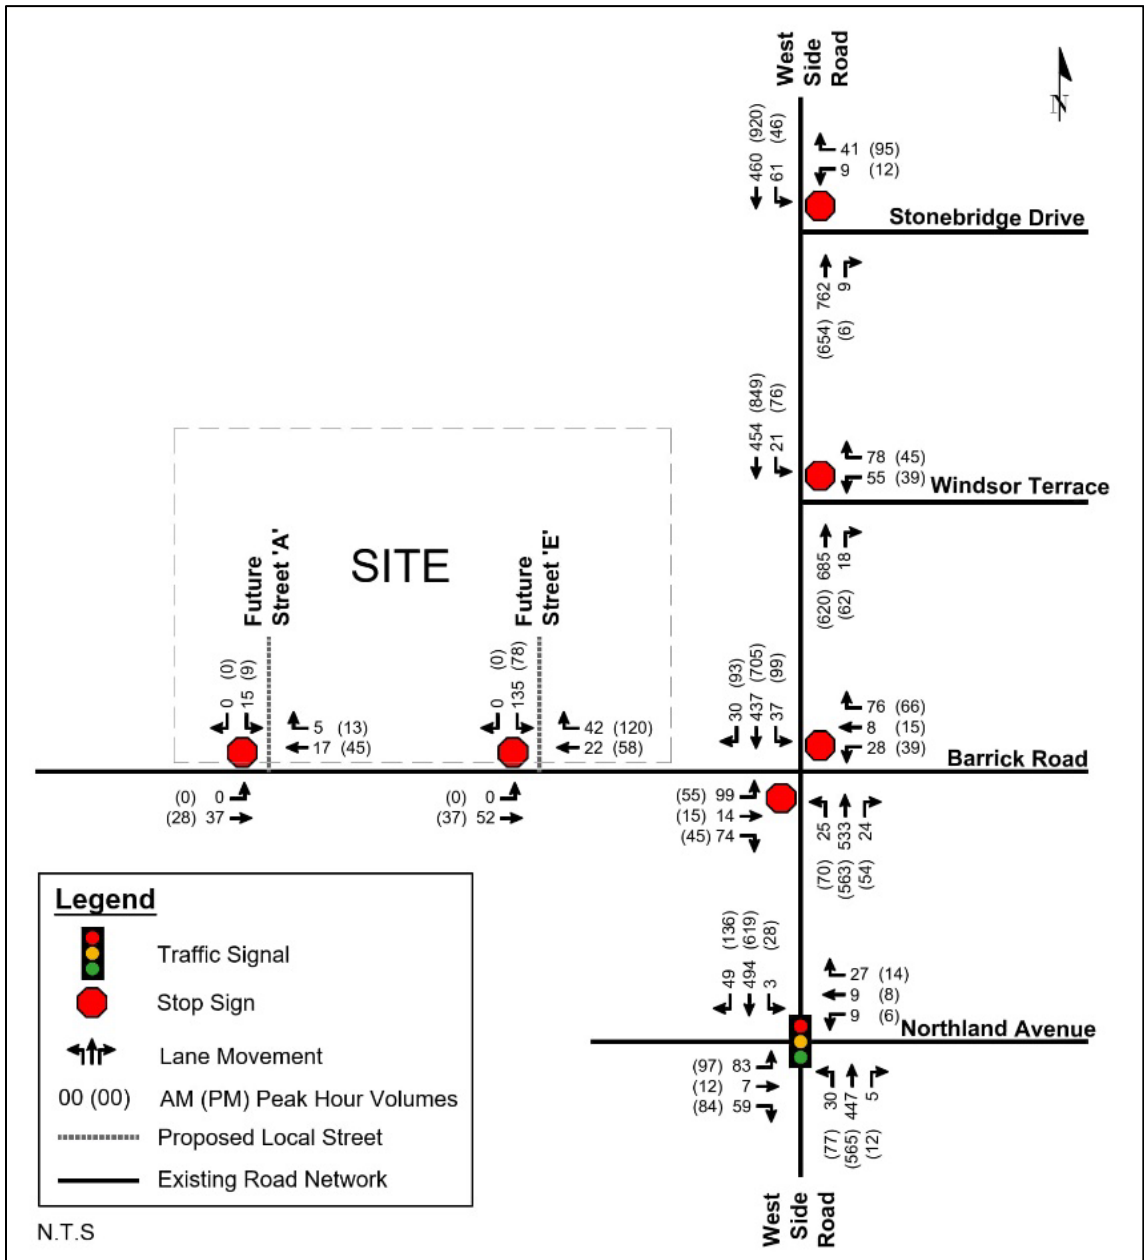 West
Side
Road
N
460 (920)
61 (46)
41 (95)
9 (12)
Stonebridge Drive
(654) 762
(6) 9
454 (849)
21 (76)
78 (45)
55 (39)
Windsor Terrace
(620) 685
(62) 18
SITE
Future
Street 'A'
Future
Street 'E'
0 (0)
15 (9)
5 (13)
17 (45)
0 (0)
135 (78)
42 (120)
22 (58)
30 (93)
437 (705)
37 (99)
76 (66)
8 (15)
28 (39)
Barrick Road
(0) 0
(28) 37
(0) 0
(37) 52
(55) 99
(15) 14
(45) 74
(70) 25
(563) 533
(54) 24
49 (136)
494 (619)
3 (28)
27 (14)
9 (8)
9 (6)
Northland Avenue
(97) 83
(12) 7
(84) 59
(77) 30
(565) 447
(12) 5
West
Side
Road
Legend
Traffic Signal
Stop Sign
Lane Movement
00 (00) AM (PM) Peak Hour Volumes
Proposed Local Street
Existing Road Network
N.T.S